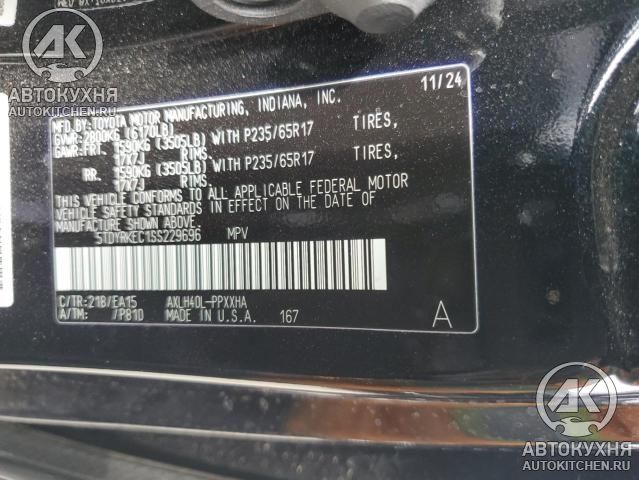 АК
АВТОКУХНЯ
AUTOKITCHEN.RU
11/24
MFD.BY:TOYOTA MOTOR MANUFACTURING, INDIANA, INC.
GVWR:2800KG (6170LB)
GAWR:FRT. 1590KG (3505LB) WITH P235/65R17 TIRES,
17X7J RIMS.
RR. 1590KG (3505LB) WITH P235/65R17 TIRES,
17X7J RIMS.
THIS VEHICLE CONFORMS TO ALL APPLICABLE FEDERAL MOTOR
VEHICLE SAFETY STANDARDS IN EFFECT ON THE DATE OF
MANUFACTURE SHOWN ABOVE.
5TDYRKEC1SS229696 MPV
C/TR:218/EA15 AXLH40L-PPXXHA
A/TM: /P810 MADE IN U.S.A. 167
A
АК
АВТОКУХНЯ
AUTOKITCHEN.RU